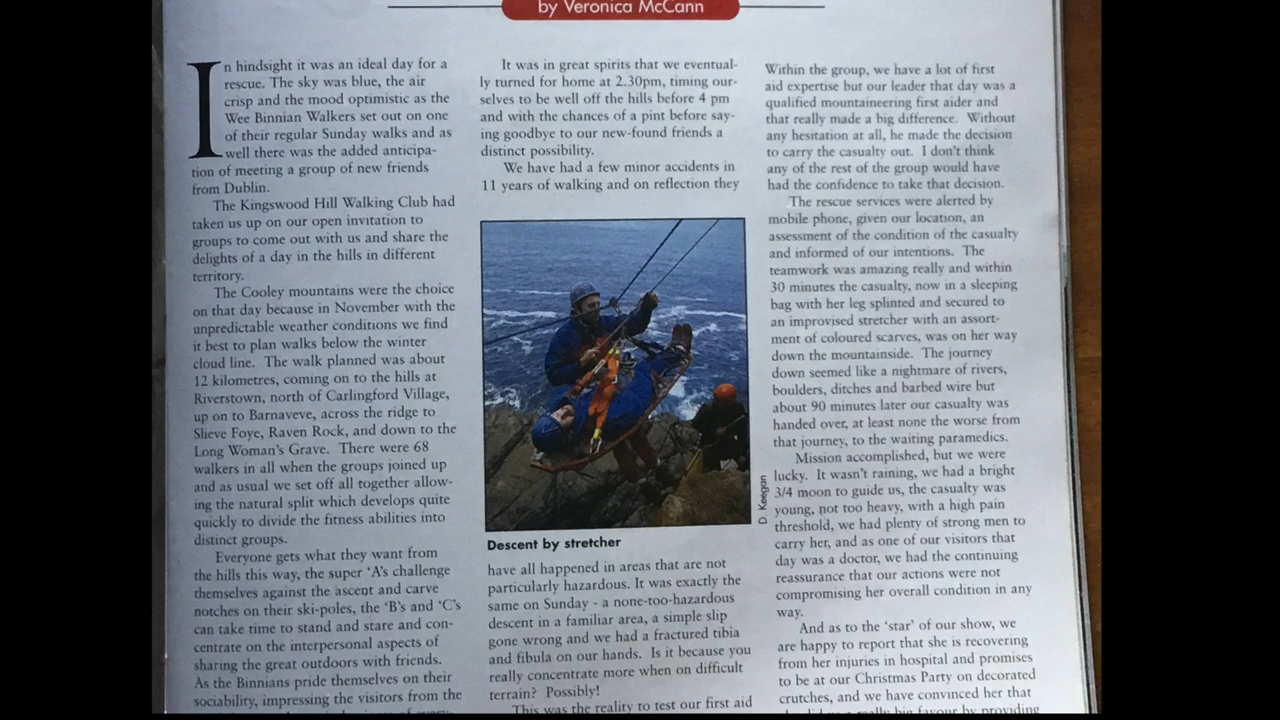 by Veronica McCann
In hindsight it was an ideal day for a
rescue. The sky was blue, the air
crisp and the mood optimistic as the
Wee Binnian Walkers set out on one
of their regular Sunday walks and as
well there was the added anticipa-
tion of meeting a group of new friends
from Dublin.
The Kingswood Hill Walking Club had
taken us up on our open invitation to
groups to come out with us and share the
delights of a day in the hills in different
territory.
The Cooley mountains were the choice
on that day because in November with the
unpredictable weather conditions we find
it best to plan walks below the winter
cloud line. The walk planned was about
12 kilometres, coming on to the hills at
Riverstown, north of Carlingford Village,
up on to Barnaveve, across the ridge to
Slieve Foye, Raven Rock, and down to the
Long Woman's Grave. There were 68
walkers in all when the groups joined up
and as usual we set off all together allow-
ing the natural split which develops quite
quickly to divide the fitness abilities into
distinct groups.
Everyone gets what they want from
the hills this way, the super 'A's challenge
themselves against the ascent and carve
notches on their ski-poles, the 'B's and 'C's
can take time to stand and stare and con-
centrate on the interpersonal aspects of
sharing the great outdoors with friends.
As the Binnians pride themselves on their
sociability, impressing the visitors from the
It was in great spirits that we eventual-
ly turned for home at 2.30pm, timing our-
selves to be well off the hills before 4 pm
and with the chances of a pint before say-
ing goodbye to our new-found friends a
distinct possibility.
We have had a few minor accidents in
11 years of walking and on reflection they
D. Keegan
Descent by stretcher
have all happened in areas that are not
particularly hazardous. It was exactly the
same on Sunday - a none-too-hazardous
descent in a familiar area, a simple slip
gone wrong and we had a fractured tibia
and fibula on our hands. Is it because you
really concentrate more when on difficult
terrain? Possibly!
This was the reality to test our first aid
Within the group, we have a lot of first
aid expertise but our leader that day was a
qualified mountaineering first aider and
that really made a big difference. Without
any hesitation at all, he made the decision
to carry the casualty out. I don't think
any of the rest of the group would have
had the confidence to take that decision.
The rescue services were alerted by
mobile phone, given our location, an
assessment of the condition of the casualty
and informed of our intentions. The
teamwork was amazing really and within
30 minutes the casualty, now in a sleeping
bag with her leg splinted and secured to
an improvised stretcher with an assort-
ment of coloured scarves, was on her way
down the mountainside. The journey
down seemed like a nightmare of rivers,
boulders, ditches and barbed wire but
about 90 minutes later our casualty was
handed over, at least none the worse from
that journey, to the waiting paramedics.
Mission accomplished, but we were
lucky. It wasn't raining, we had a bright
3/4 moon to guide us, the casualty was
young, not too heavy, with a high pain
threshold, we had plenty of strong men to
carry her, and as one of our visitors that
day was a doctor, we had the continuing
reassurance that our actions were not
compromising her overall condition in any
way.
And as to the 'star' of our show, we
are happy to report that she is recovering
from her injuries in hospital and promises
to be at our Christmas Party on decorated
crutches, and we have convinced her that
really big favour by providing